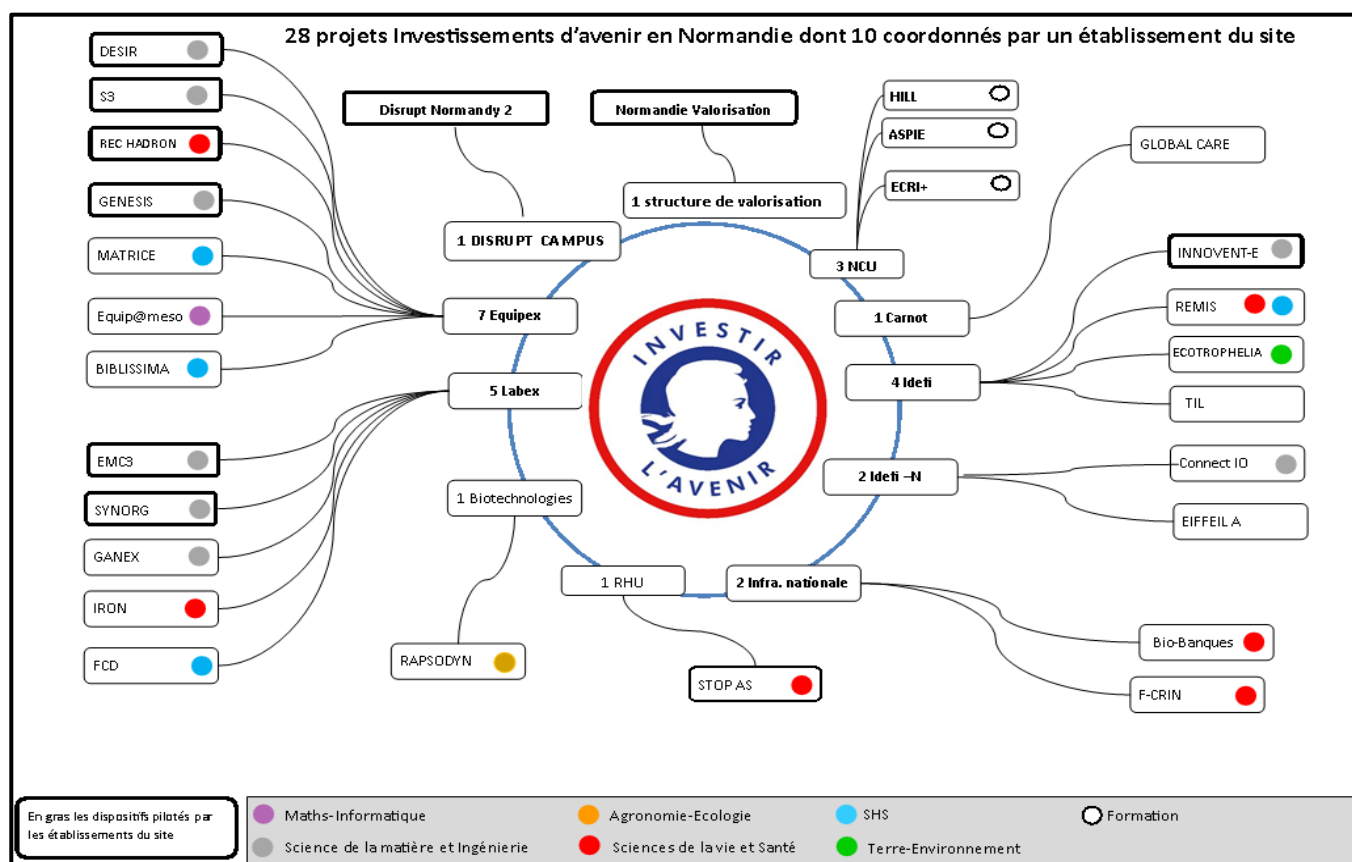 28 projets Investissements d'avenir en Normandie dont 10 coordonnés par un établissement du site
DESIR
S3
REC HADRON
GENESIS
MATRICE
Equip@meso
BIBLISSIMA
EMC3
SYNORG
GANEX
IRON
FCD
Disrupt Normandy 2
Normandie Valorisation
1 structure de valorisation
1 DISRUPT CAMPUS
7 Equipex
5 Labex
1 Biotechnologies
RAPSODYN
1 RHU
STOP AS
2 Infra. nationale
INVESTIR
L'AVENIR
HILL
ASPIE
ECRI+
3 NCU
1 Carnot
4 Idefi
2 Idefi –N
GLOBAL CARE
INNOVENT-E
REMIS
ECOTROPHELIA
TIL
Connect IO
EIFFEIL A
Bio-Banques
F-CRIN
En gras les dispositifs pilotés par
les établissements du site
Maths-Informatique
Agronomie-Ecologie
SHS
Formation
Science de la matière et Ingénierie
Sciences de la vie et Santé
Terre-Environnement